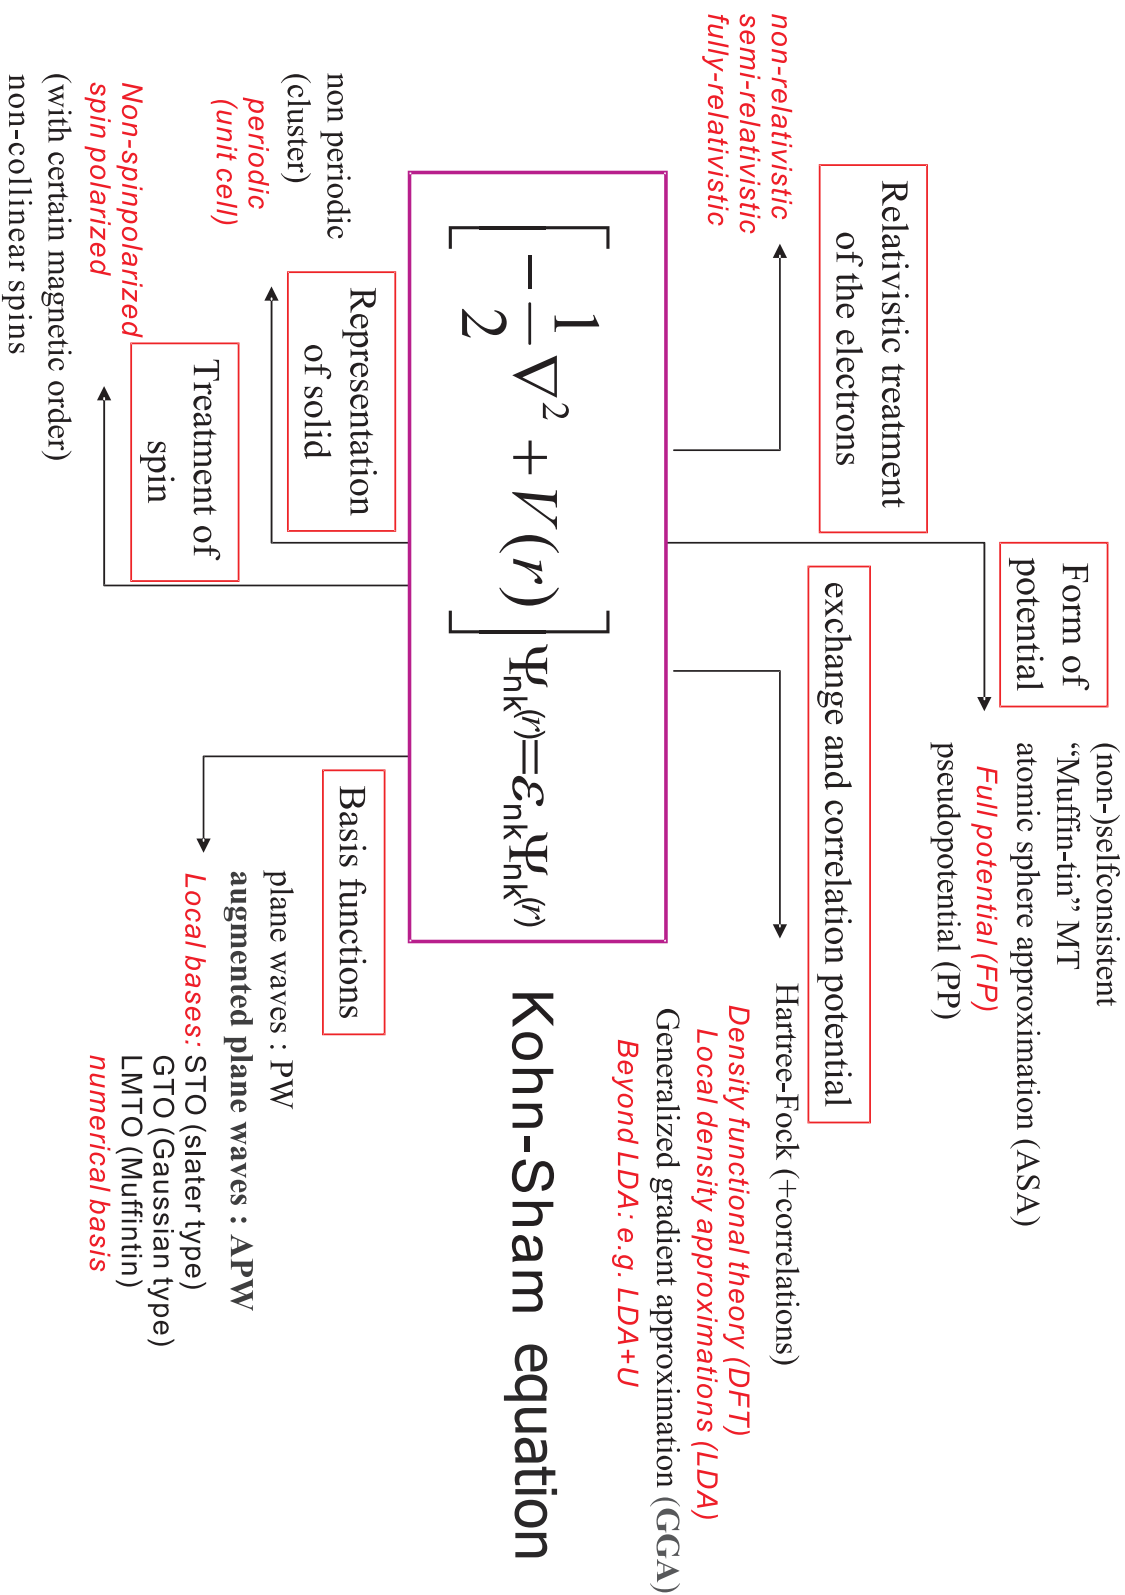 Form of
potential
(non-)selfconsistent
“Muffin-tin” MT
atomic sphere approximation (ASA)
Full potential (FP)
pseudopotential (PP)
Relativistic treatment
of the electrons
non-relativistic
semi-relativistic
fully-relativistic
exchange and correlation potential
Hartree-Fock (+correlations)
Density functional theory (DFT)
Local density approximations (LDA)
Generalized gradient approximation (GGA)
Beyond LDA: e.g. LDA+U
[-1/2 ∇² + V(r)] Ψnk(r)=εnkΨnk(r)
Kohn-Sham equation
non periodic
(cluster)
periodic
(unit cell)
Representation
of solid
Treatment of
spin
Non-spinpolarized
spin polarized
(with certain magnetic order)
non-collinear spins
Basis functions
plane waves : PW
augmented plane waves : APW
Local bases: STO (slater type)
GTO (Gaussian type)
LMTO (Muffintin)
numerical basis